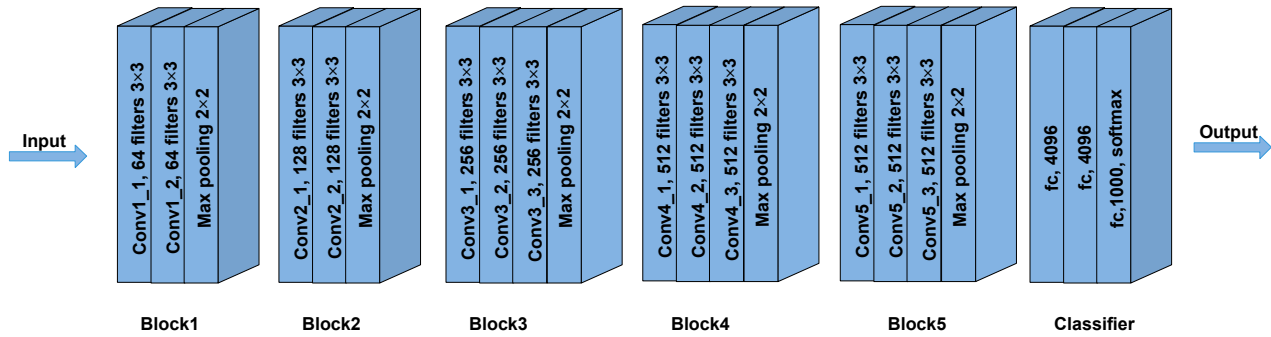 Input
Conv1_1, 64 filters 3×3
Conv1_2, 64 filters 3×3
Max pooling 2×2
Block1
Conv2_1, 128 filters 3×3
Conv2_2, 128 filters 3×3
Max pooling 2×2
Block2
Conv3_1, 256 filters 3×3
Conv3_2, 256 filters 3×3
Conv3_3, 256 filters 3×3
Max pooling 2×2
Block3
Conv4_1, 512 filters 3×3
Conv4_2, 512 filters 3×3
Conv4_3, 512 filters 3×3
Max pooling 2×2
Block4
Conv5_1, 512 filters 3×3
Conv5_2, 512 filters 3×3
Conv5_3, 512 filters 3×3
Max pooling 2×2
Block5
fc, 4096
fc, 4096
fc,1000, softmax
Classifier
Output